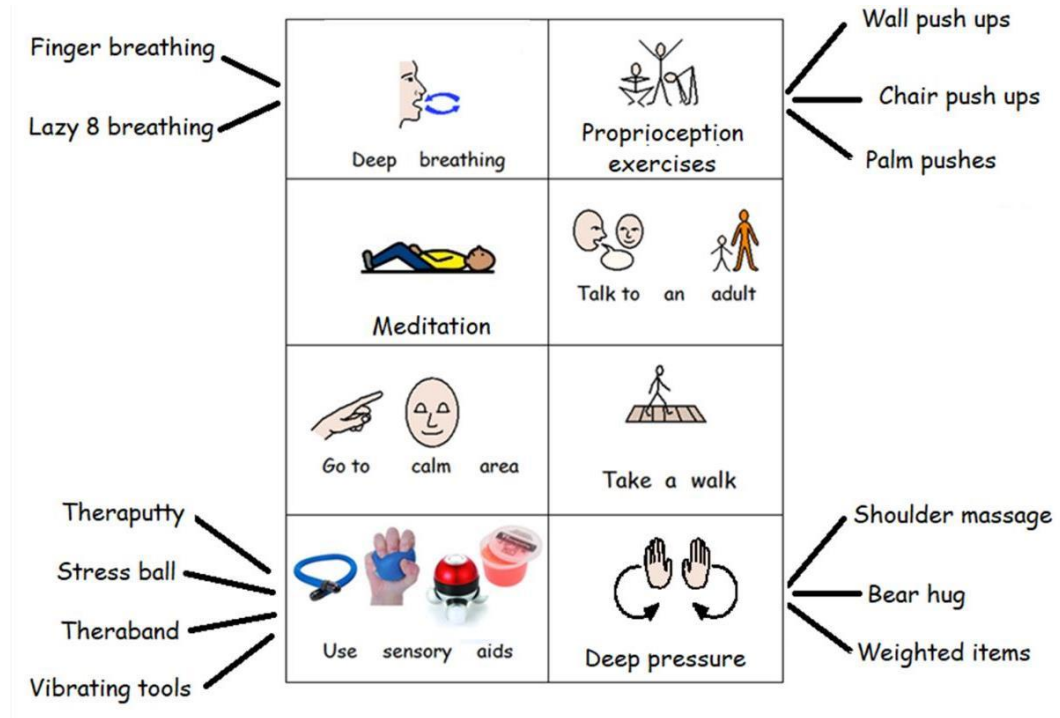 Finger breathing
Lazy 8 breathing
Deep breathing
Proprioception
exercises
Wall push ups
Chair push ups
Palm pushes
Meditation
Talk to an adult
Go to calm area
Take a walk
Theraputty
Stress ball
Theraband
Vibrating tools
Use sensory aids
Deep pressure
Shoulder massage
Bear hug
Weighted items